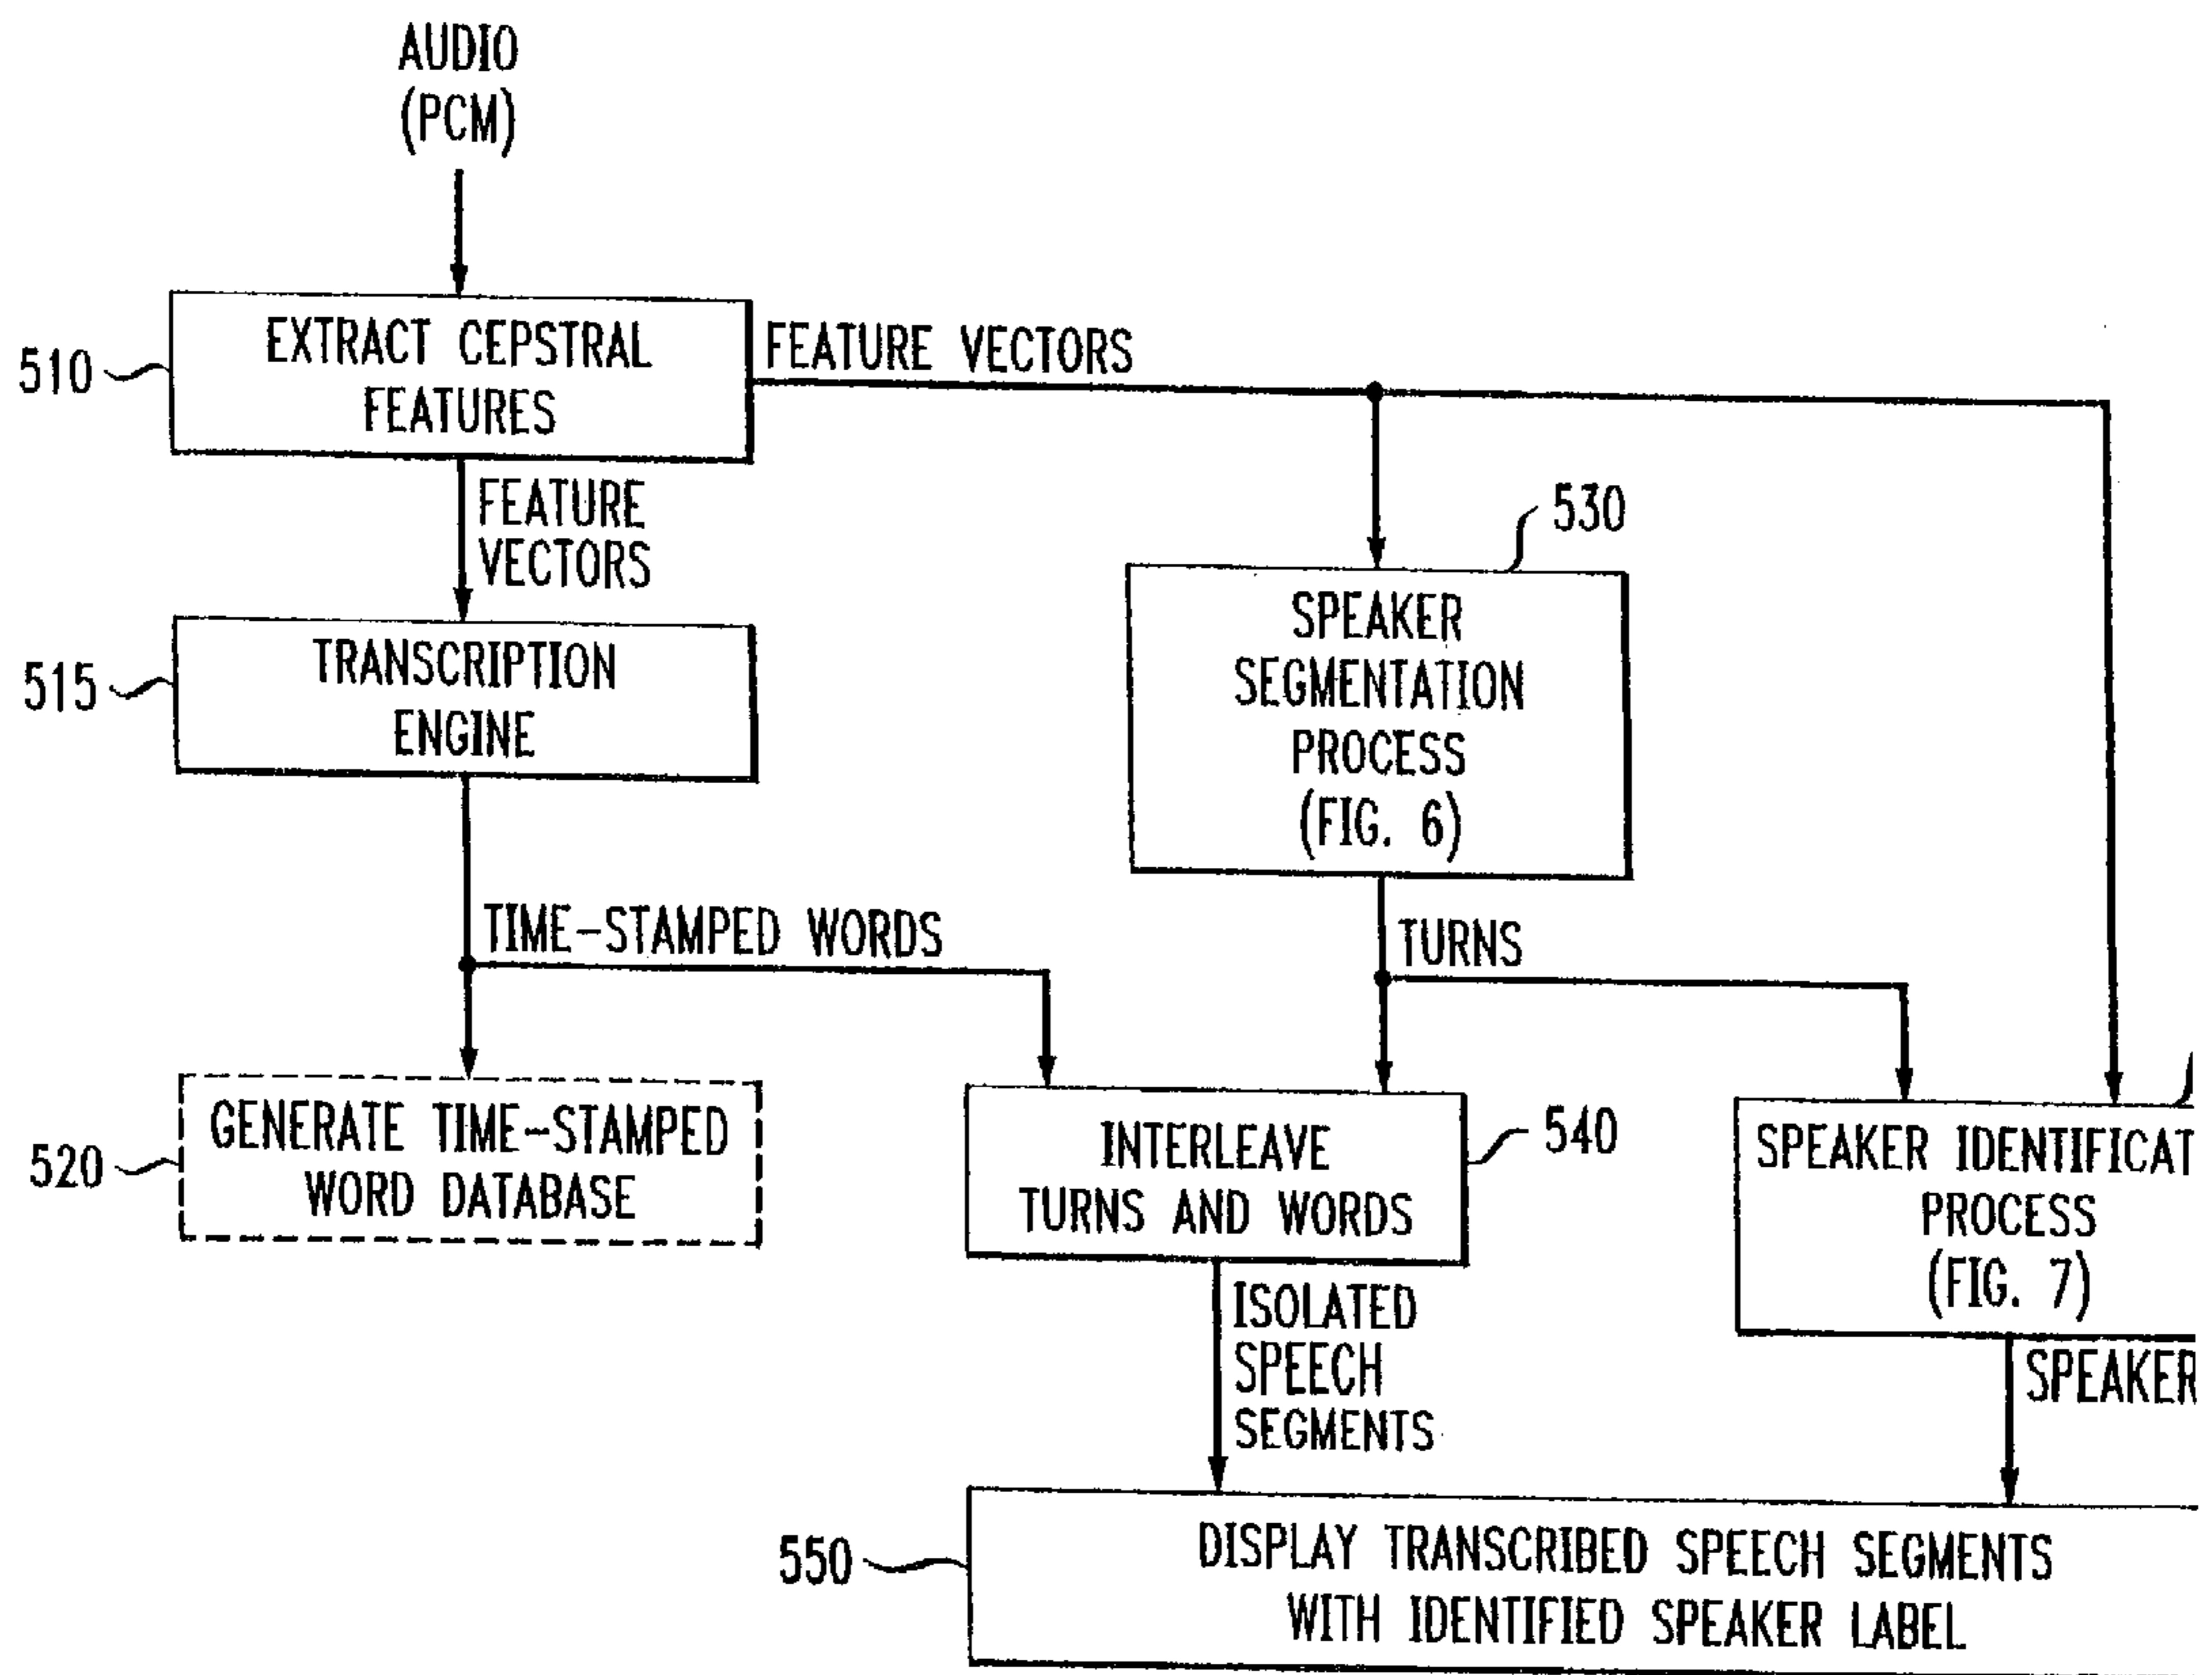 AUDIO
(PCM)
510
EXTRACT CEPSTRAL
FEATURES
FEATURE VECTORS
FEATURE
VECTORS
530
515
TRANSCRIPTION
ENGINE
SPEAKER
SEGMENTATION
PROCESS
(FIG. 6)
TIME-STAMPED WORDS
TURNS
520
GENERATE TIME-STAMPED
WORD DATABASE
INTERLEAVE
TURNS AND WORDS
540
SPEAKER IDENTIFICAT
PROCESS
(FIG. 7)
ISOLATED
SPEECH
SEGMENTS
SPEAKER
550
DISPLAY TRANSCRIBED SPEECH SEGMENTS
WITH IDENTIFIED SPEAKER LABEL